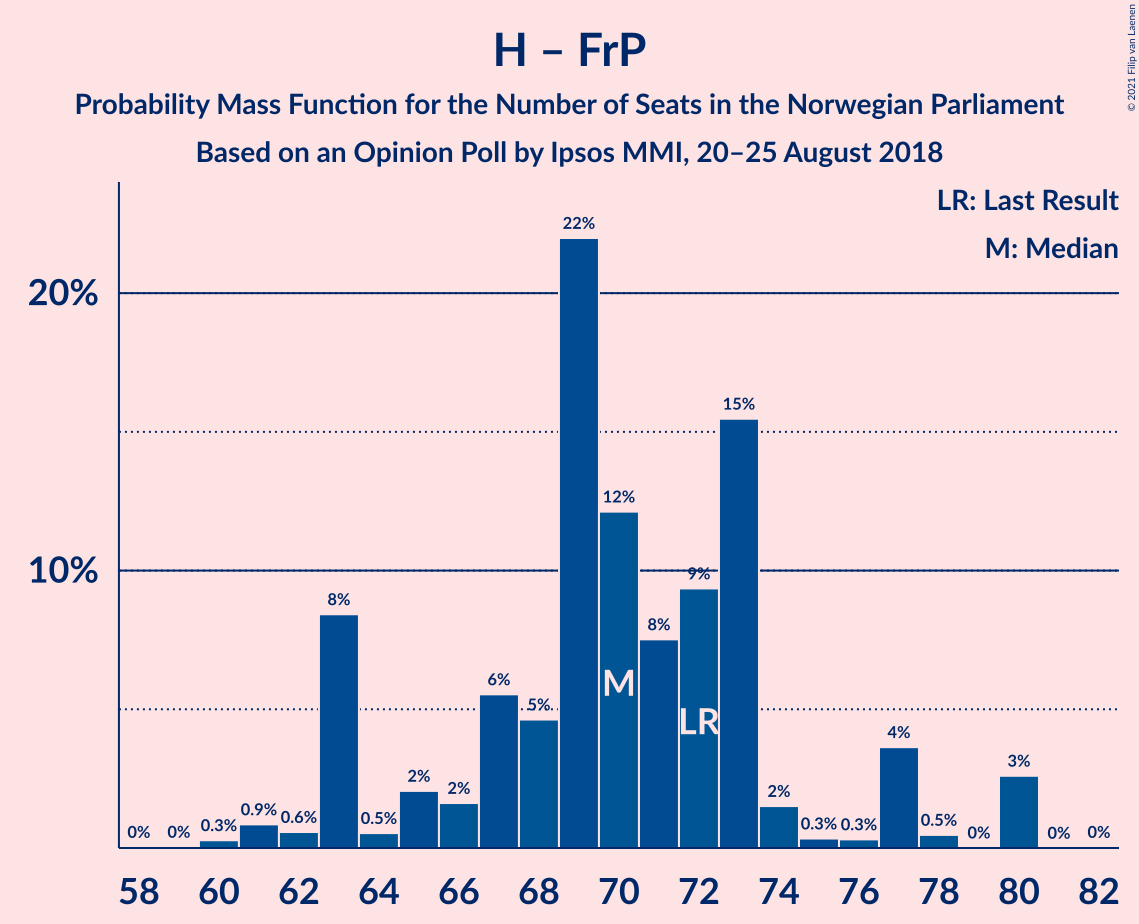 H – FrP
Probability Mass Function for the Number of Seats in the Norwegian Parliament
Based on an Opinion Poll by Ipsos MMI, 20–25 August 2018
© 2021 Filip van Laenen
LR: Last Result
M: Median
20%
10%
0% 0% 0.3% 0.9% 0.6% 8% 0.5% 2% 2% 6% 5% 22% 12% 8% 9% 15% 2% 0.3% 0.3% 4% 0.5% 0% 3% 0% 0%
M
LR
58 60 62 64 66 68 70 72 74 76 78 80 82